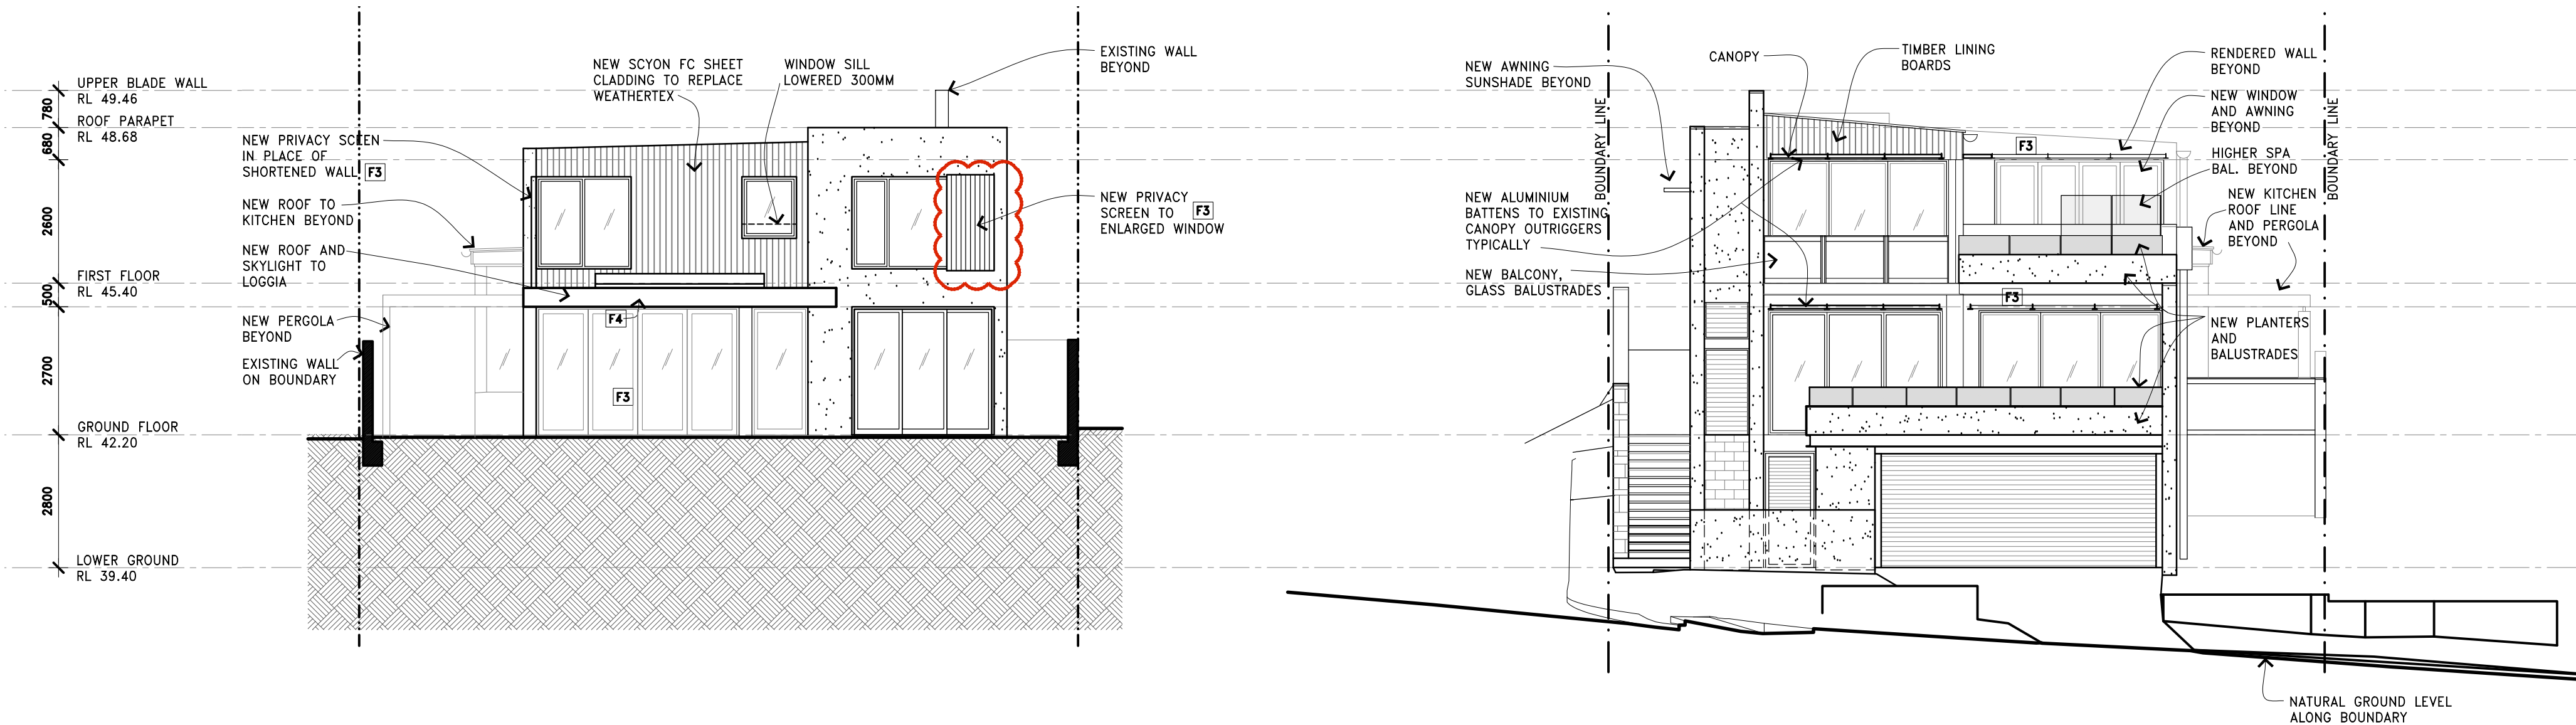 UPPER BLADE WALL
RL 49.46
780
ROOF PARAPET
RL 48.68
680
2600
FIRST FLOOR
RL 45.40
500
2700
GROUND FLOOR
RL 42.20
2800
LOWER GROUND
RL 39.40
NEW PRIVACY SCEEN
IN PLACE OF
SHORTENED WALL F3
NEW ROOF TO
KITCHEN BEYOND
NEW ROOF AND
SKYLIGHT TO
LOGGIA
NEW PERGOLA
BEYOND
EXISTING WALL
ON BOUNDARY
NEW SCYON FC SHEET
CLADDING TO REPLACE
WEATHERTEX
WINDOW SILL
LOWERED 300MM
EXISTING WALL
BEYOND
NEW PRIVACY
SCREEN TO F3
ENLARGED WINDOW
F4
F3
NEW AWNING
SUNSHADE BEYOND
BOUNDARY LINE
NEW ALUMINIUM
BATTENS TO EXISTING
CANOPY OUTRIGGERS
TYPICALLY
NEW BALCONY,
GLASS BALUSTRADES
CANOPY
TIMBER LINING
BOARDS
F3
F3
RENDERED WALL
BEYOND
NEW WINDOW
AND AWNING
BEYOND
HIGHER SPA
BAL. BEYOND
NEW KITCHEN
ROOF LINE
AND PERGOLA
BEYOND
BOUNDARY LINE
NEW PLANTERS
AND
BALUSTRADES
NATURAL GROUND LEVEL
ALONG BOUNDARY